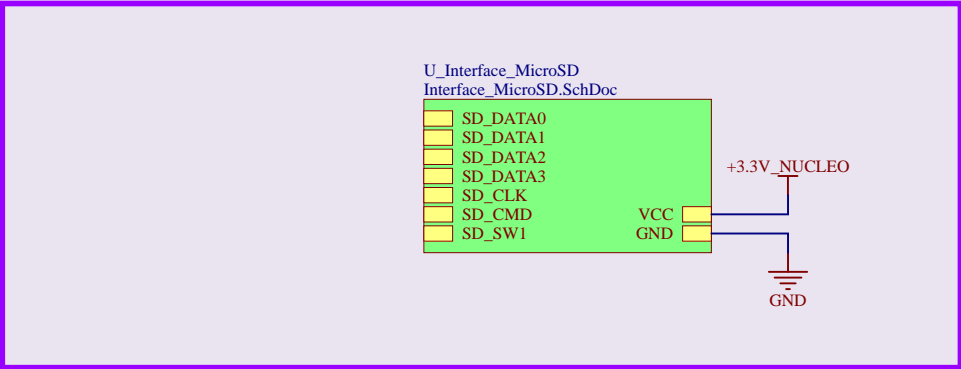 U_Interface_MicroSD
Interface_MicroSD.SchDoc
SD_DATA0
SD_DATA1
SD_DATA2
SD_DATA3
SD_CLK
SD_CMD
SD_SW1
VCC
GND
+3.3V_NUCLEO
GND